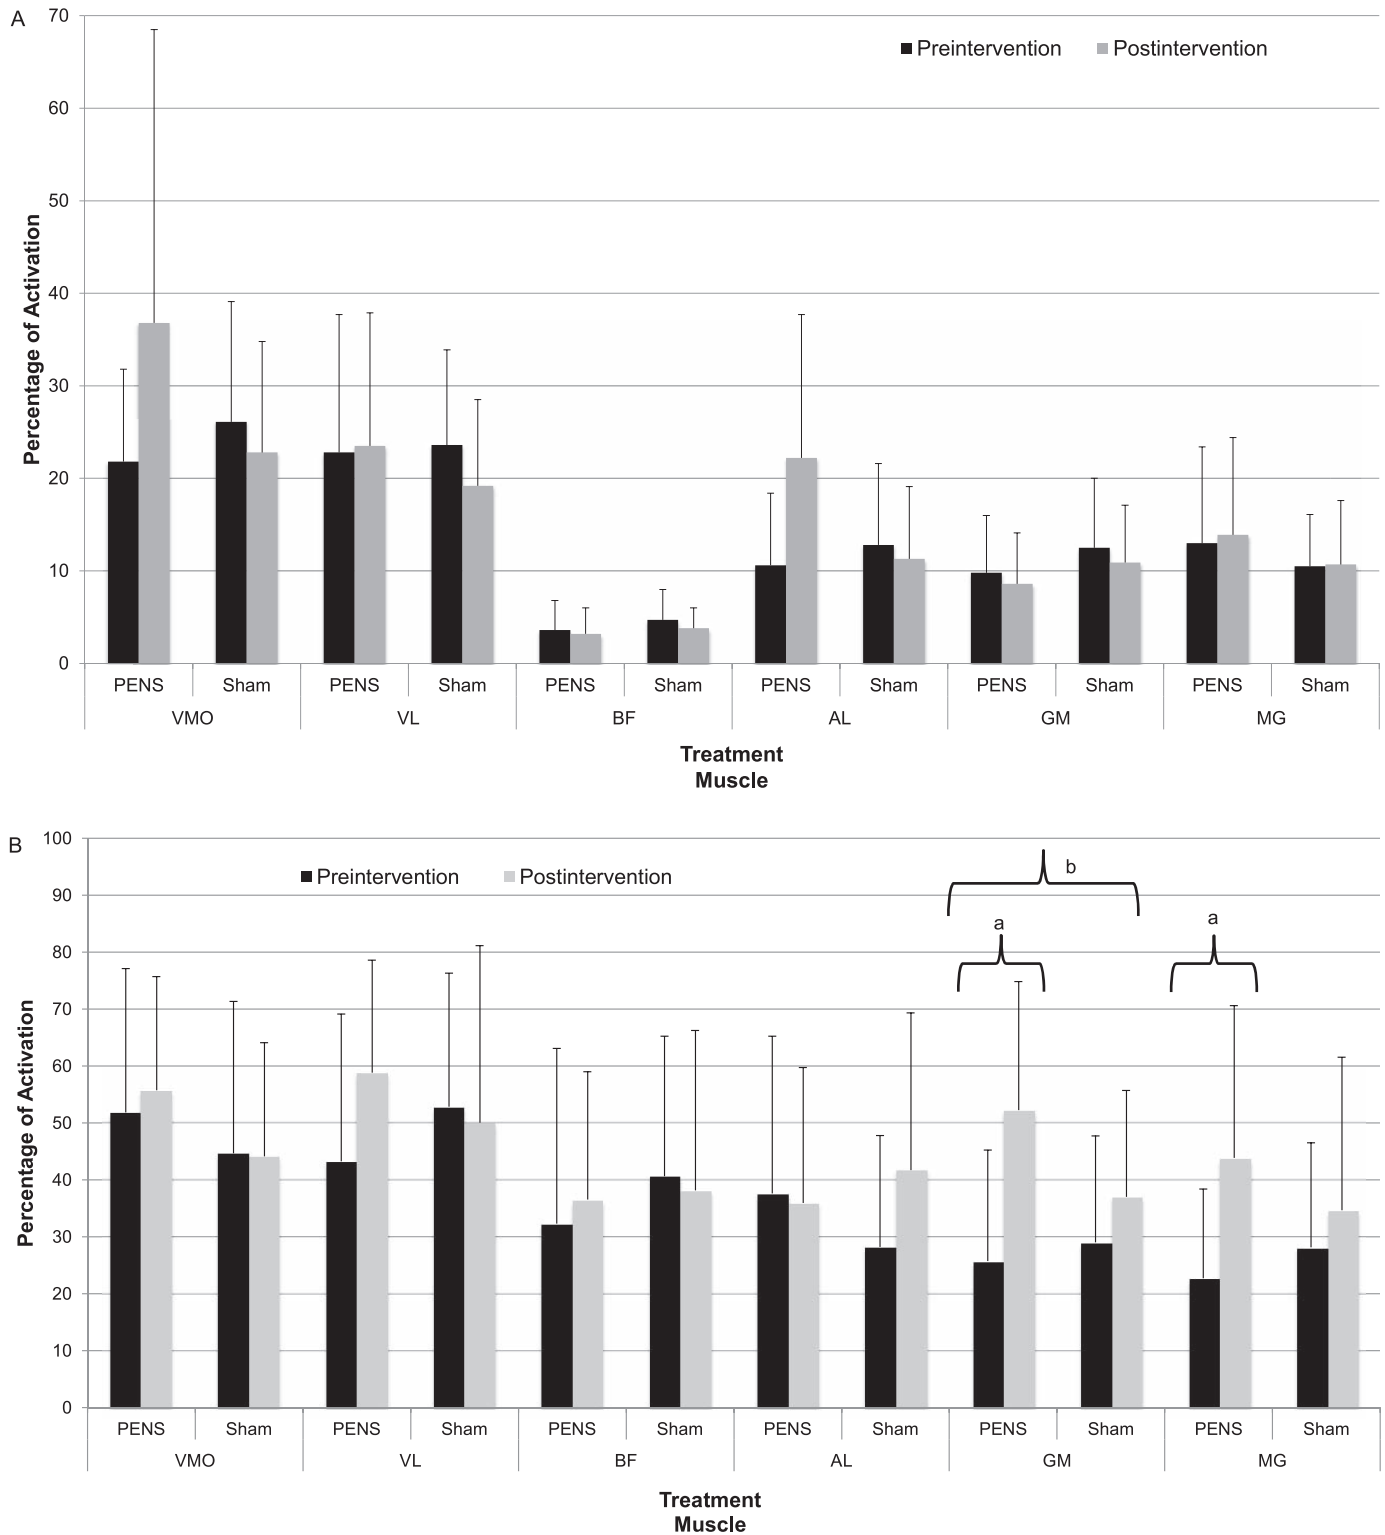 A
70
Preintervention Postintervention
60
50
40
30
20
10
0
Percentage of Activation
PENS Sham PENS Sham PENS Sham PENS Sham PENS Sham PENS Sham
VMO VL BF AL GM MG
Treatment
Muscle
B
100
90
80
70
60
50
40
30
20
10
0
Preintervention Postintervention
b
a a
Percentage of Activation
PENS Sham PENS Sham PENS Sham PENS Sham PENS Sham PENS Sham
VMO VL BF AL GM MG
Treatment
Muscle